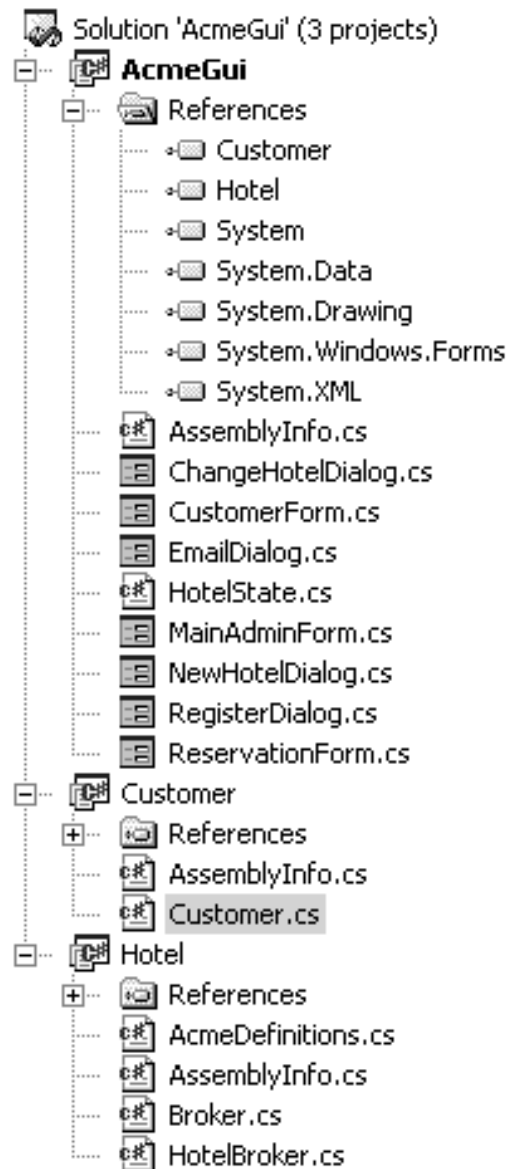 Solution 'AcmeGui' (3 projects)
AcmeGui
References
Customer
Hotel
System
System.Data
System.Drawing
System.Windows.Forms
System.XML
AssemblyInfo.cs
ChangeHotelDialog.cs
CustomerForm.cs
EmailDialog.cs
HotelState.cs
MainAdminForm.cs
NewHotelDialog.cs
RegisterDialog.cs
ReservationForm.cs
Customer
References
AssemblyInfo.cs
Customer.cs
Hotel
References
AcmeDefinitions.cs
AssemblyInfo.cs
Broker.cs
HotelBroker.cs